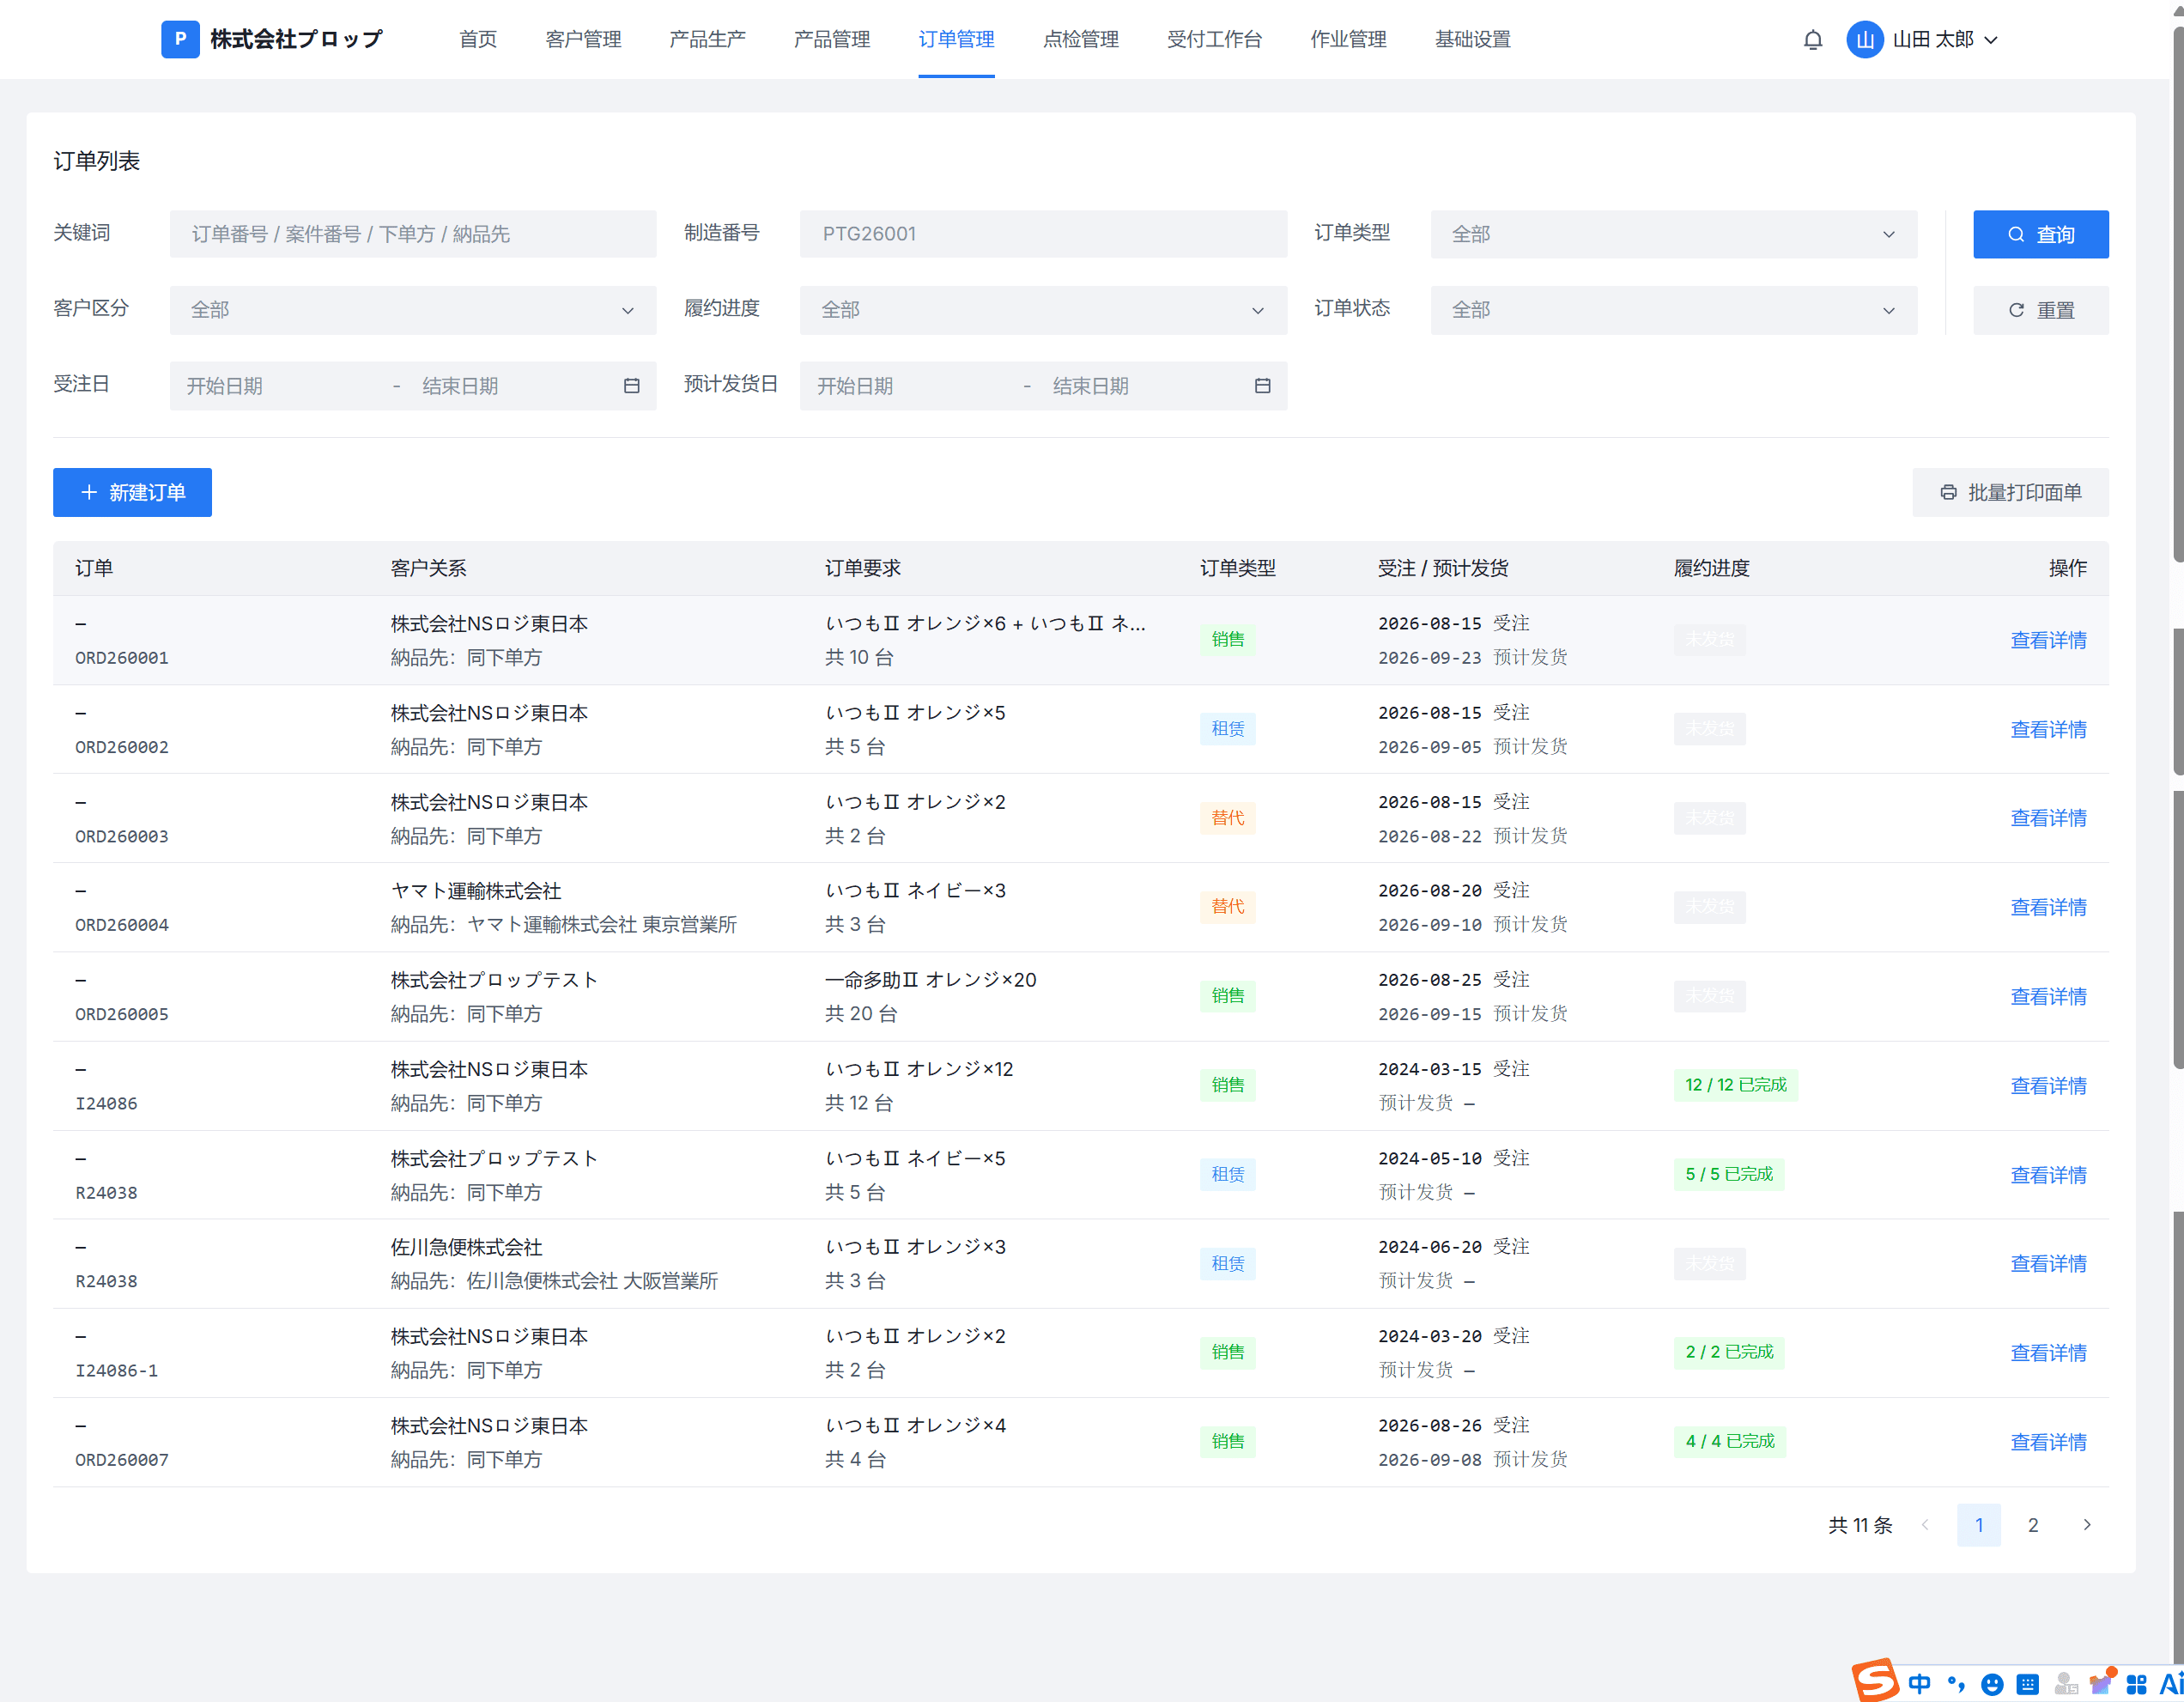 P 株式会社プロップ 首页 客户管理 产品生产 产品管理 订单管理 点检管理 受付工作台 作业管理 基础设置 山 山田 太郎
订单列表
关键词 订单番号 / 案件番号 / 下单方 / 納品先 制造番号 PTG26001 订单类型 全部 查询
客户区分 全部 履约进度 全部 订单状态 全部 重置
受注日 开始日期 - 结束日期 预计发货日 开始日期 - 结束日期
新建订单 批量打印面单
订单 客户关系 订单要求 订单类型 受注 / 预计发货 履约进度 操作
– 株式会社NSロジ東日本 いつもⅡ オレンジ×6 + いつもⅡ ネ... 销售 2026-08-15 受注 未发货 查看详情
ORD260001 納品先：同下单方 共 10 台 2026-09-23 预计发货
– 株式会社NSロジ東日本 いつもⅡ オレンジ×5 租赁 2026-08-15 受注 未发货 查看详情
ORD260002 納品先：同下单方 共 5 台 2026-09-05 预计发货
– 株式会社NSロジ東日本 いつもⅡ オレンジ×2 替代 2026-08-15 受注 未发货 查看详情
ORD260003 納品先：同下单方 共 2 台 2026-08-22 预计发货
– ヤマト運輸株式会社 いつもⅡ ネイビー×3 替代 2026-08-20 受注 未发货 查看详情
ORD260004 納品先：ヤマト運輸株式会社 東京営業所 共 3 台 2026-09-10 预计发货
– 株式会社プロップテスト 一命多助Ⅱ オレンジ×20 销售 2026-08-25 受注 未发货 查看详情
ORD260005 納品先：同下单方 共 20 台 2026-09-15 预计发货
– 株式会社NSロジ東日本 いつもⅡ オレンジ×12 销售 2024-03-15 受注 12 / 12 已完成 查看详情
I24086 納品先：同下单方 共 12 台 预计发货 –
– 株式会社プロップテスト いつもⅡ ネイビー×5 租赁 2024-05-10 受注 5 / 5 已完成 查看详情
R24038 納品先：同下单方 共 5 台 预计发货 –
– 佐川急便株式会社 いつもⅡ オレンジ×3 租赁 2024-06-20 受注 未发货 查看详情
R24038 納品先：佐川急便株式会社 大阪営業所 共 3 台 预计发货 –
– 株式会社NSロジ東日本 いつもⅡ オレンジ×2 销售 2024-03-20 受注 2 / 2 已完成 查看详情
I24086-1 納品先：同下单方 共 2 台 预计发货 –
– 株式会社NSロジ東日本 いつもⅡ オレンジ×4 销售 2026-08-26 受注 4 / 4 已完成 查看详情
ORD260007 納品先：同下单方 共 4 台 2026-09-08 预计发货
共 11 条 1 2
S 中 15 Ai